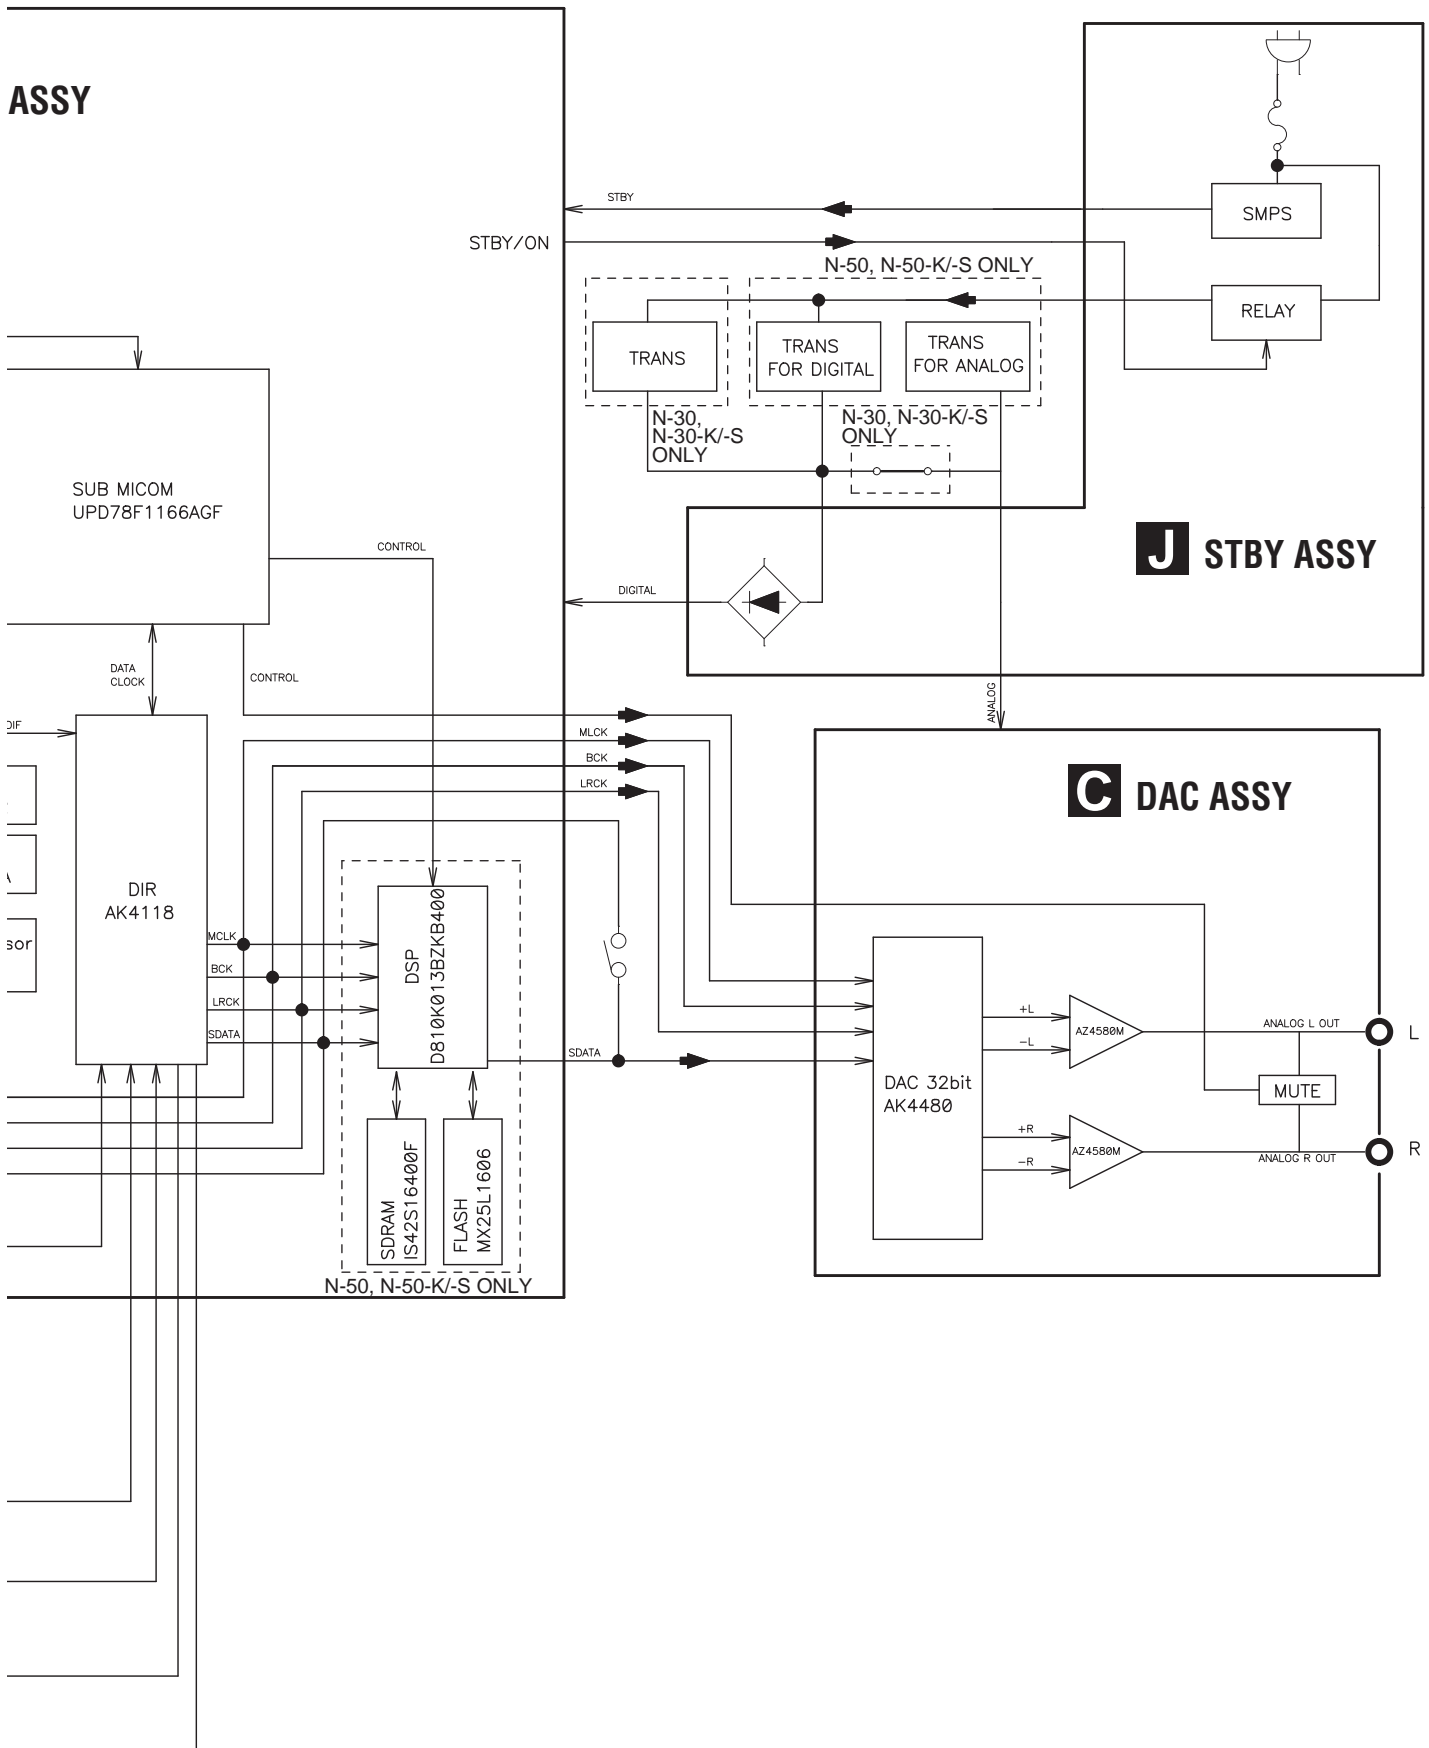 ASSY
STBY
SMPS
STBY/ON
N-50, N-50-K/-S ONLY
RELAY
TRANS
TRANS
FOR DIGITAL
TRANS
FOR ANALOG
N-30,
N-30-K/-S
ONLY
N-30, N-30-K/-S
ONLY
SUB MICOM
UPD78F1166AGF
J STBY ASSY
CONTROL
DIGITAL
DATA
CLOCK
CONTROL
ANALOG
DIF
MLCK
BCK
LRCK
C DAC ASSY
DIR
AK4118
sor
MCLK
BCK
LRCK
SDATA
DSP
D810K013BZKB400
SDATA
SDRAM
IS42S16400F
FLASH
MX25L1606
N-50, N-50-K/-S ONLY
DAC 32bit
AK4480
+L
-L
AZ4580M
ANALOG L OUT
L
MUTE
+R
-R
AZ4580M
ANALOG R OUT
R